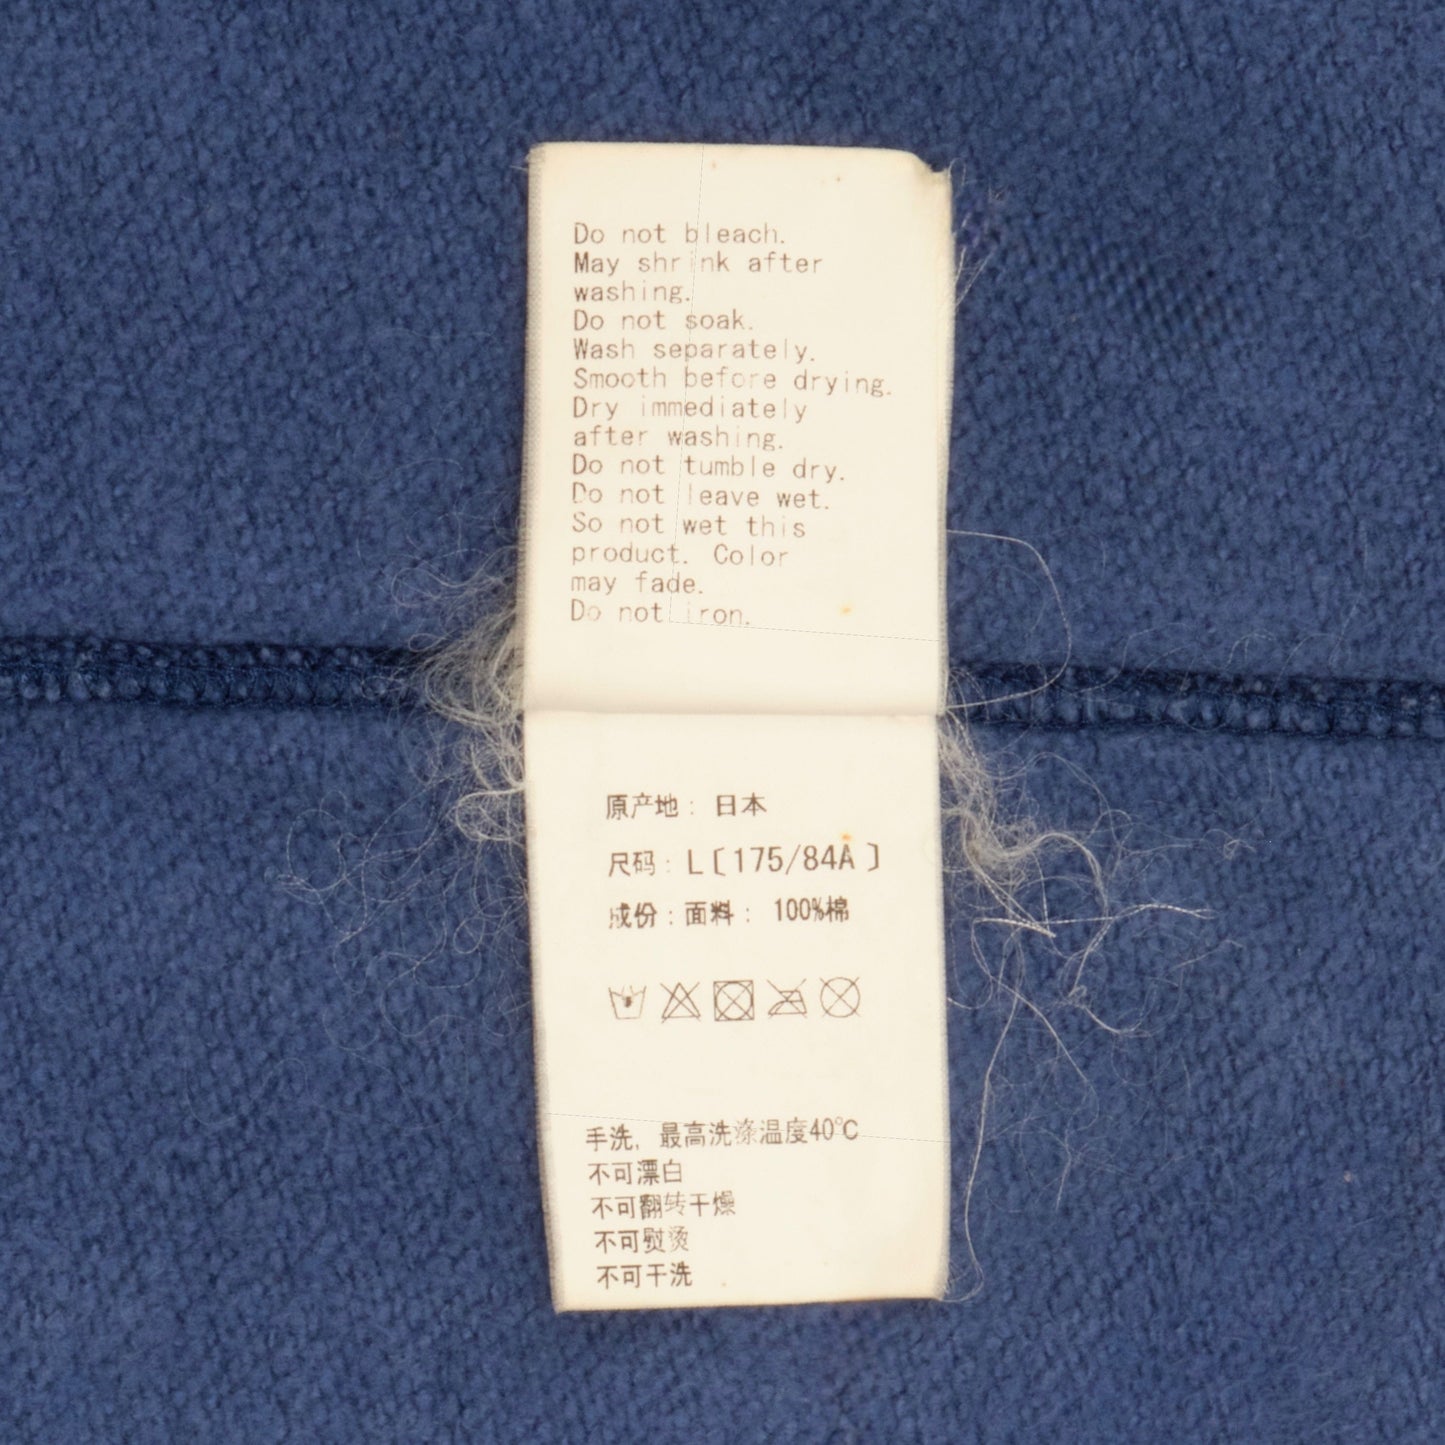 Do not bleach.
May shrink after
washing.
Do not soak.
Wash separately.
Smooth before drying.
Dry immediately
after washing.
Do not tumble dry.
Do not leave wet.
So not wet this
product. Color
may fade.
Do not iron.
原产地: 日本
尺码: L〔175/84A〕
成份:面料: 100%棉
手洗, 最高洗涤温度40℃
不可漂白
不可翻转干燥
不可熨烫
不可干洗